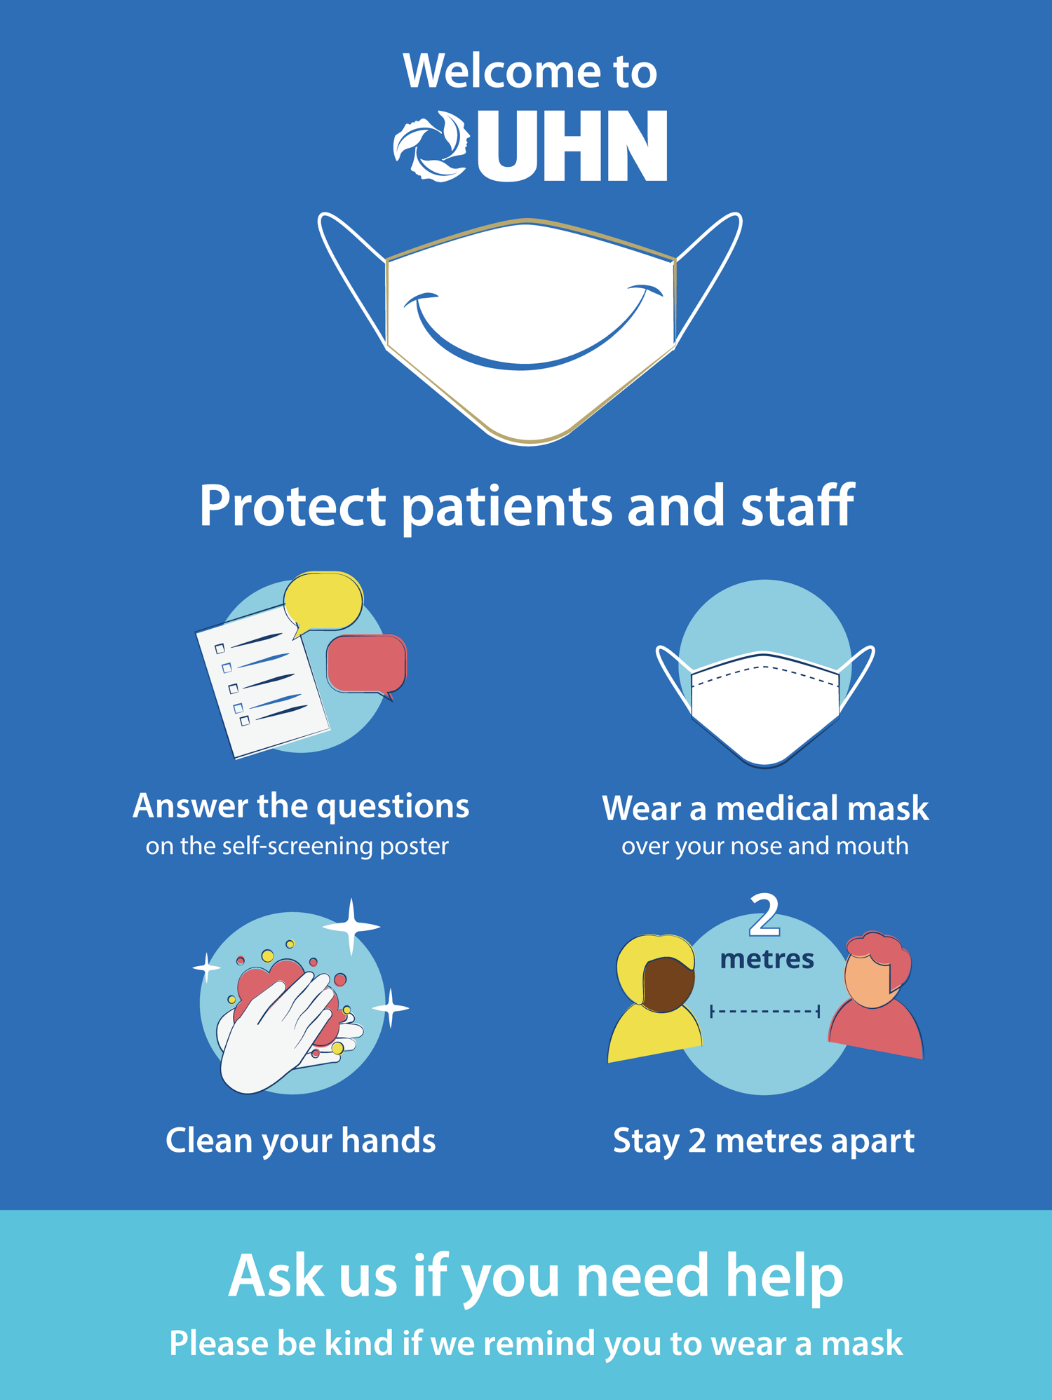 Welcome to
UHN
Protect patients and staff
Answer the questions
on the self-screening poster
Wear a medical mask
over your nose and mouth
2
metres
Clean your hands
Stay 2 metres apart
Ask us if you need help
Please be kind if we remind you to wear a mask